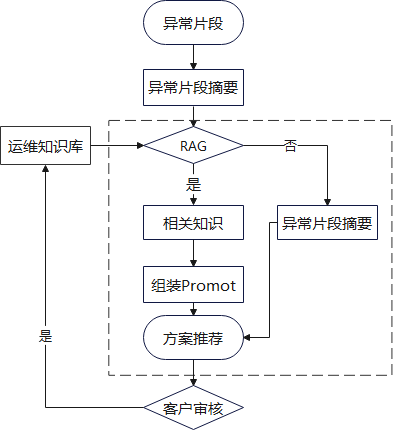 异常片段
异常片段摘要
运维知识库
RAG
否
是
相关知识
异常片段摘要
组装Promot
方案推荐
是
客户审核